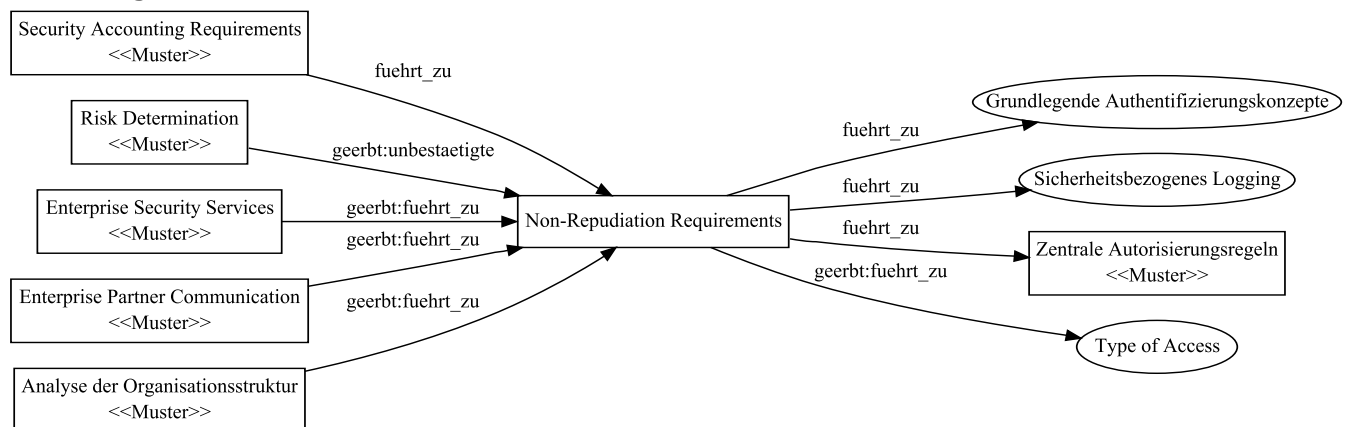 Security Accounting Requirements
<<Muster>>
fuehrt_zu
Risk Determination
<<Muster>>
geerbt:unbestaetigte
Enterprise Security Services
<<Muster>>
geerbt:fuehrt_zu
Enterprise Partner Communication
<<Muster>>
geerbt:fuehrt_zu
Analyse der Organisationsstruktur
<<Muster>>
geerbt:fuehrt_zu
Non-Repudiation Requirements
fuehrt_zu
Grundlegende Authentifizierungskonzepte
fuehrt_zu
Sicherheitsbezogenes Logging
fuehrt_zu
Zentrale Autorisierungsregeln
<<Muster>>
geerbt:fuehrt_zu
Type of Access